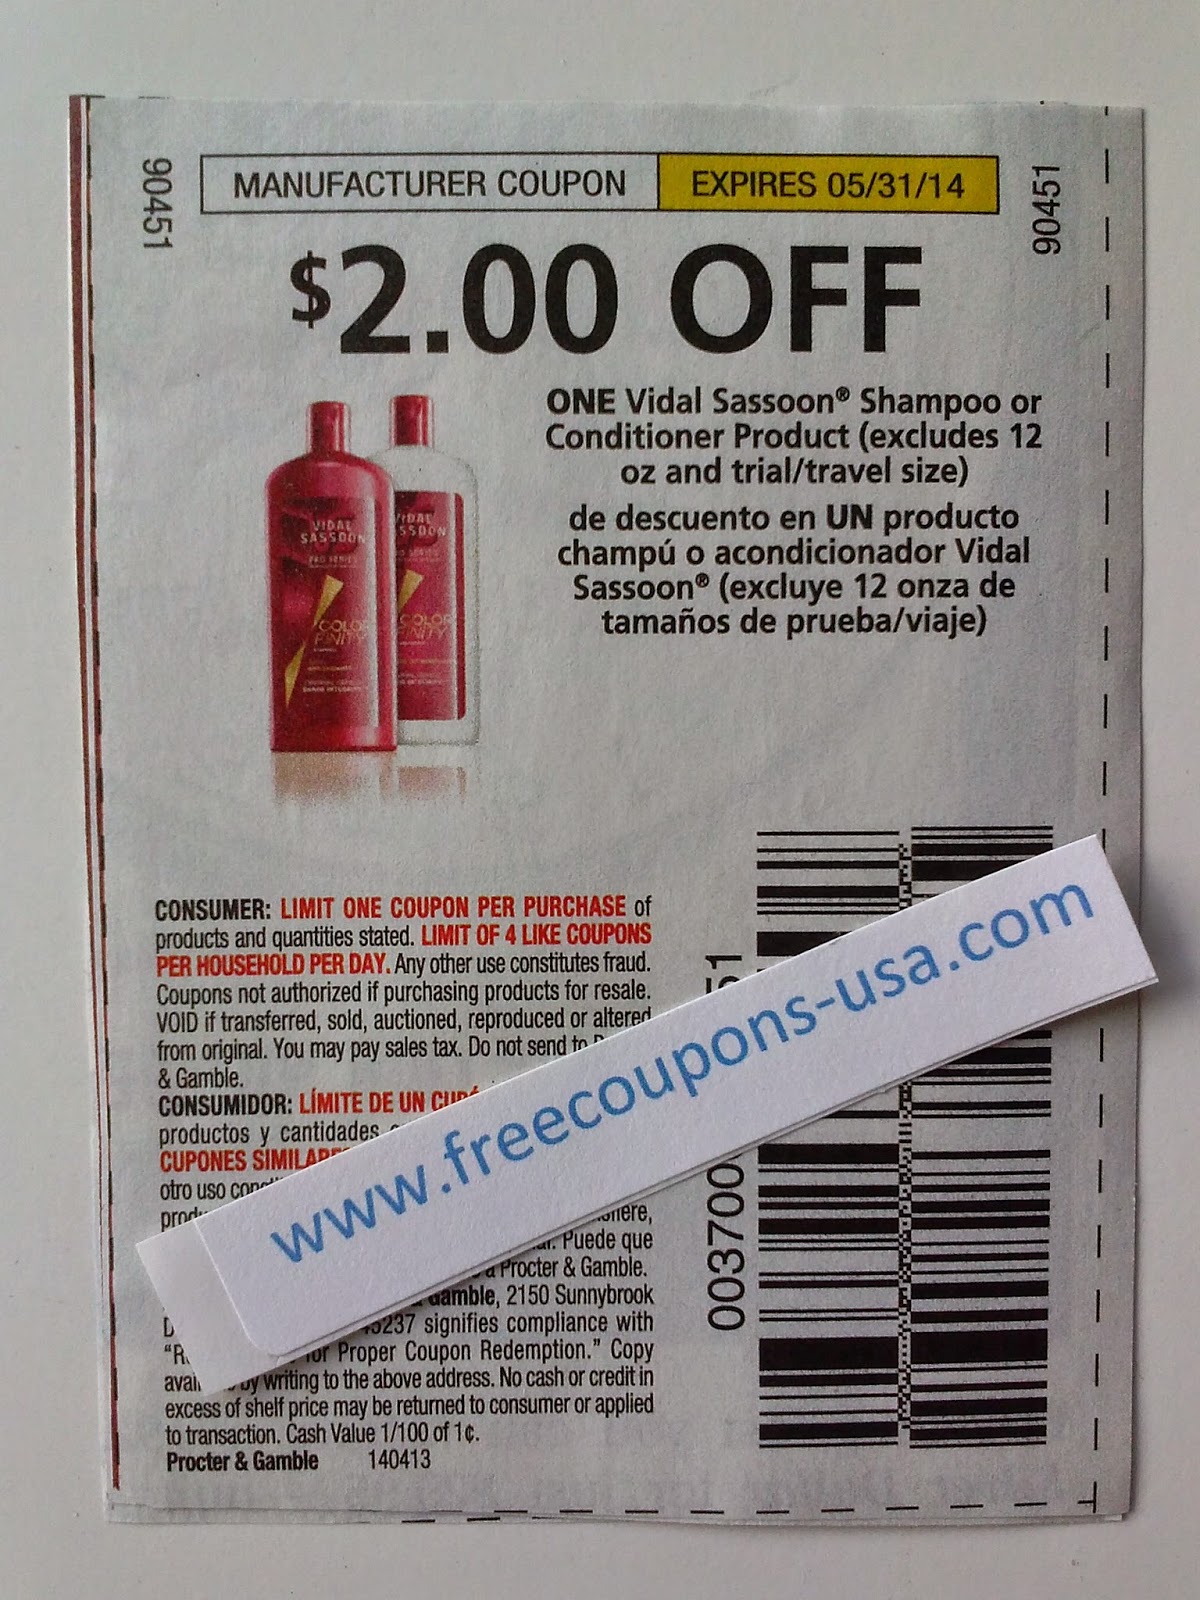 90451
MANUFACTURER COUPON
EXPIRES 05/31/14
90451
$2.00 OFF
ONE Vidal Sassoon® Shampoo or
Conditioner Product (excludes 12
oz and trial/travel size)
de descuento en UN producto
champú o acondicionador Vidal
Sassoon® (excluye 12 onza de
tamaños de prueba/viaje)
VIDAL
SASSOON
PRO SERIES
COLOR
FINITY
CONSUMER: LIMIT ONE COUPON PER PURCHASE of
products and quantities stated. LIMIT OF 4 LIKE COUPONS
PER HOUSEHOLD PER DAY. Any other use constitutes fraud.
Coupons not authorized if purchasing products for resale.
VOID if transferred, sold, auctioned, reproduced or altered
from original. You may pay sales tax. Do not send to
& Gamble.
CONSUMIDOR: LÍMITE DE UN
productos y cantidades
CUPONES
otro uso
Puede que
a Procter & Gamble.
Gamble, 2150 Sunnybrook
45237 signifies compliance with
for Proper Coupon Redemption." Copy
by writing to the above address. No cash or credit in
excess of shelf price may be returned to consumer or applied
to transaction. Cash Value 1/100 of 1¢.
Procter & Gamble 140413
003700
51
www.freecoupons-usa.com